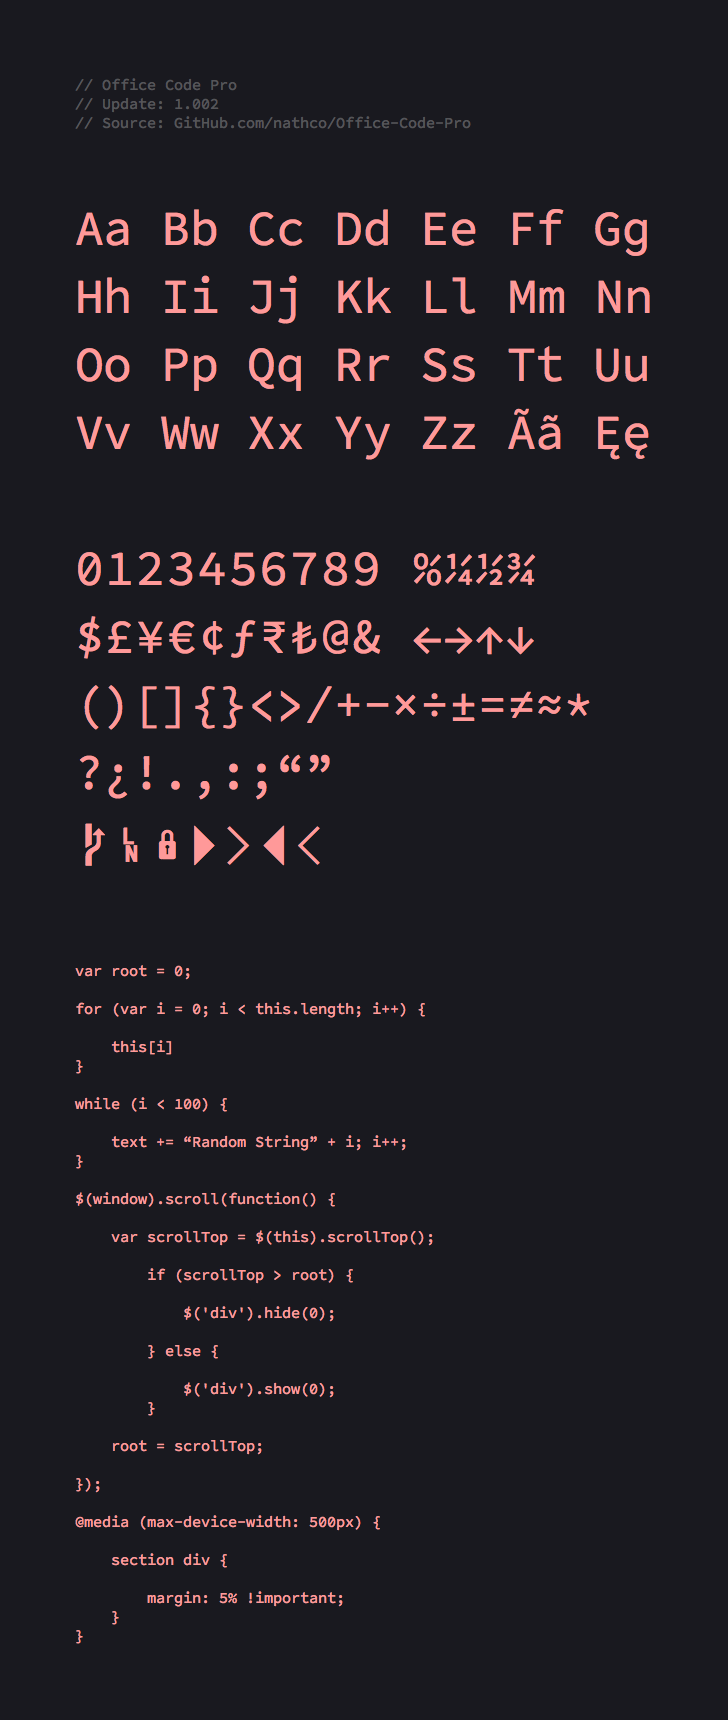 // Office Code Pro
// Update: 1.002
// Source: GitHub.com/nathco/Office-Code-Pro
Aa Bb Cc Dd Ee Ff Gg
Hh Ii Jj Kk Ll Mm Nn
Oo Pp Qq Rr Ss Tt Uu
Vv Ww Xx Yy Zz Ãã Ęę
0123456789 %¼½¾
$£¥€¢ƒ₹₺@& ←→↑↓
()[]{}<>/+−×÷±=≠≈*
?¿!.,:;“”
    
var root = 0;
for (var i = 0; i < this.length; i++) {
    this[i]
}
while (i < 100) {
    text += “Random String” + i; i++;
}
$(window).scroll(function() {
    var scrollTop = $(this).scrollTop();
        if (scrollTop > root) {
            $('div').hide(0);
        } else {
            $('div').show(0);
        }
    root = scrollTop;
});
@media (max-device-width: 500px) {
    section div {
        margin: 5% !important;
    }
}